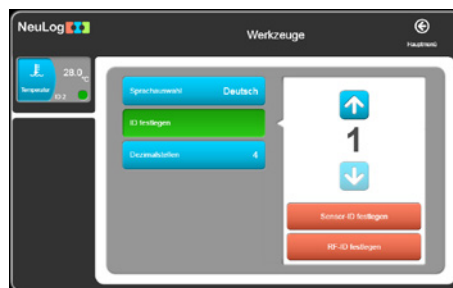 NeuLog
Werkzeuge
Hauptmenü
28.0 °C
Temperatur
ID 2
Sprachauswahl Deutsch
ID festlegen
Dezimalstellen 4
1
Sensor-ID festlegen
RF-ID festlegen